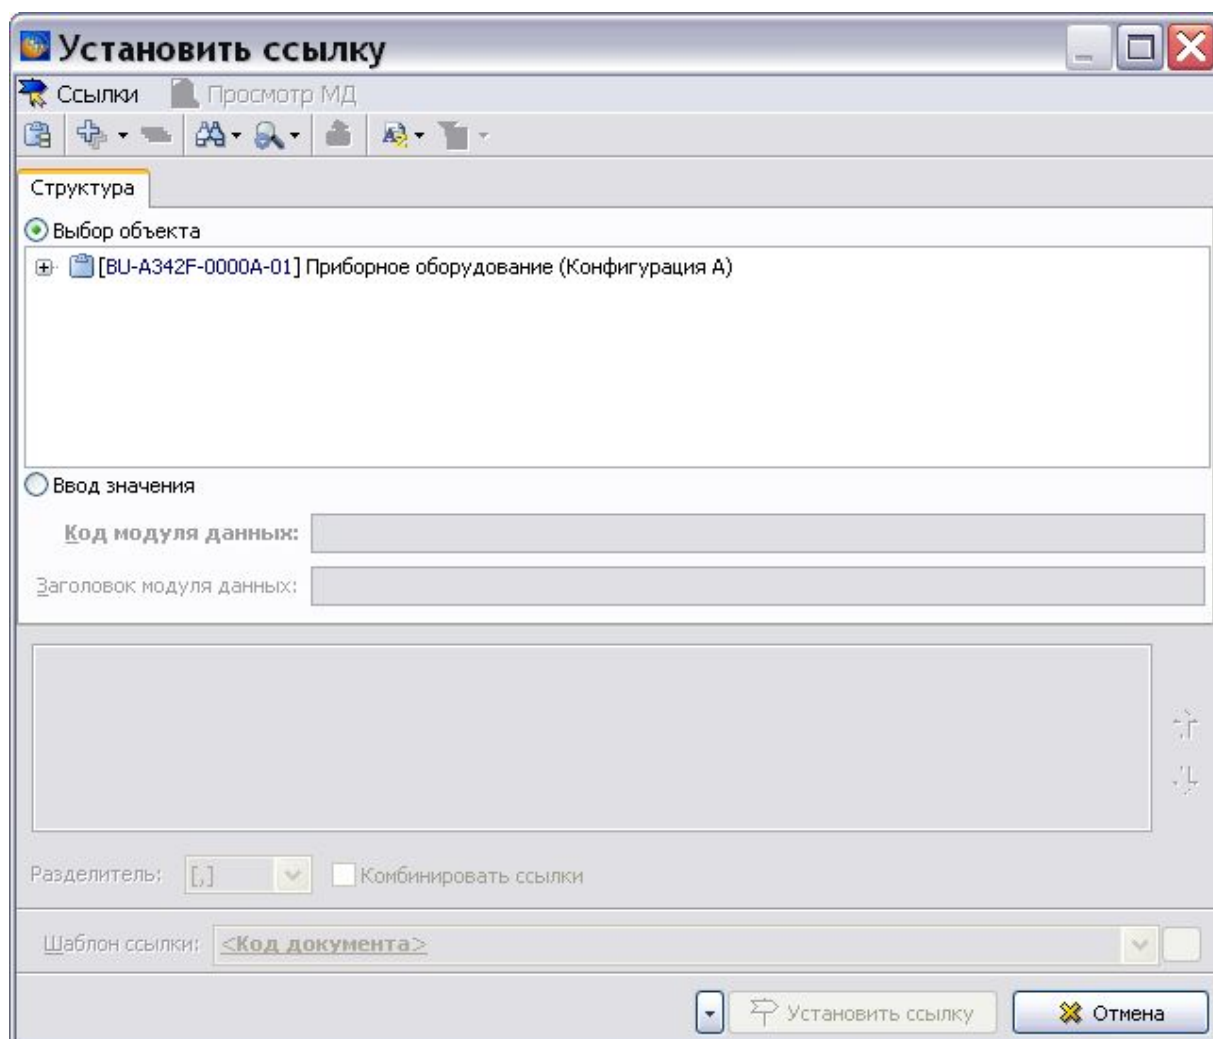 Установить ссылку
Ссылки Просмотр МД
Структура
Выбор объекта
[BU-A342F-0000A-01] Приборное оборудование (Конфигурация А)
Ввод значения
Код модуля данных:
Заголовок модуля данных:
Разделитель: [,] Комбинировать ссылки
Шаблон ссылки: <Код документа>
Установить ссылку Отмена